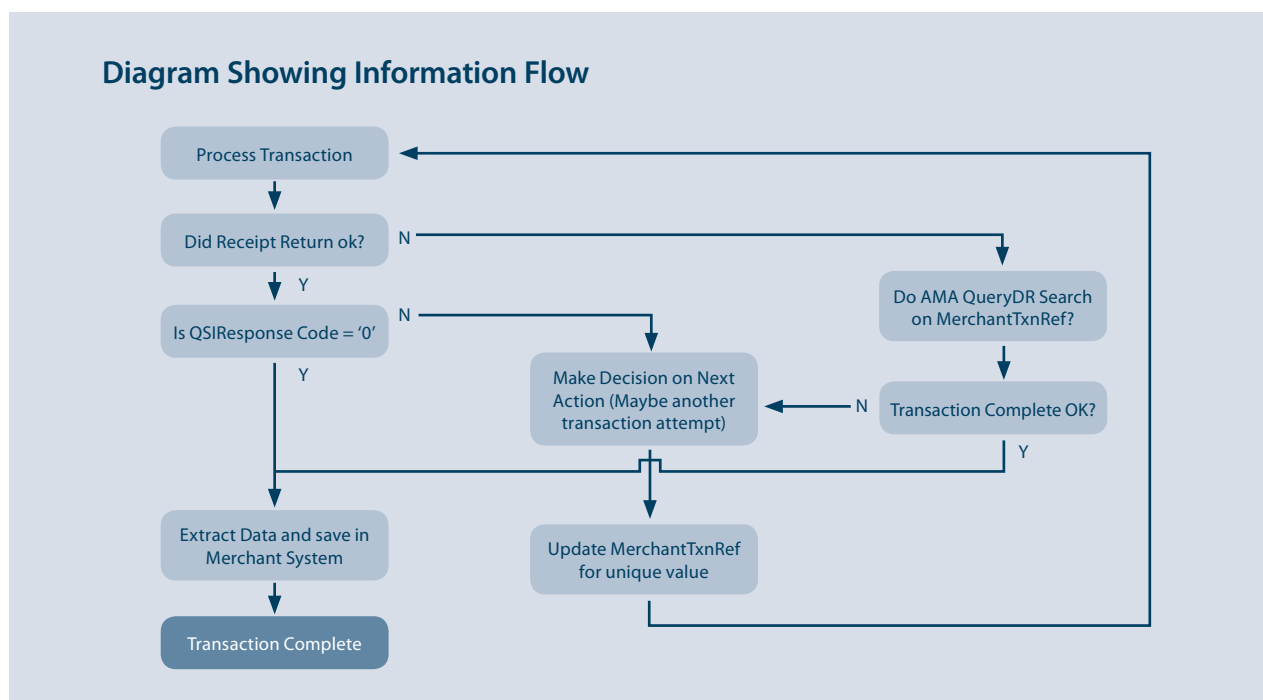 Diagram Showing Information Flow
Process Transaction
Did Receipt Return ok?
N
Y
Do AMA QueryDR Search
on MerchantTxnRef?
Is QSIResponse Code = ‘0’
N
Y
Make Decision on Next
Action (Maybe another
transaction attempt)
N
Transaction Complete OK?
Y
Extract Data and save in
Merchant System
Update MerchantTxnRef
for unique value
Transaction Complete